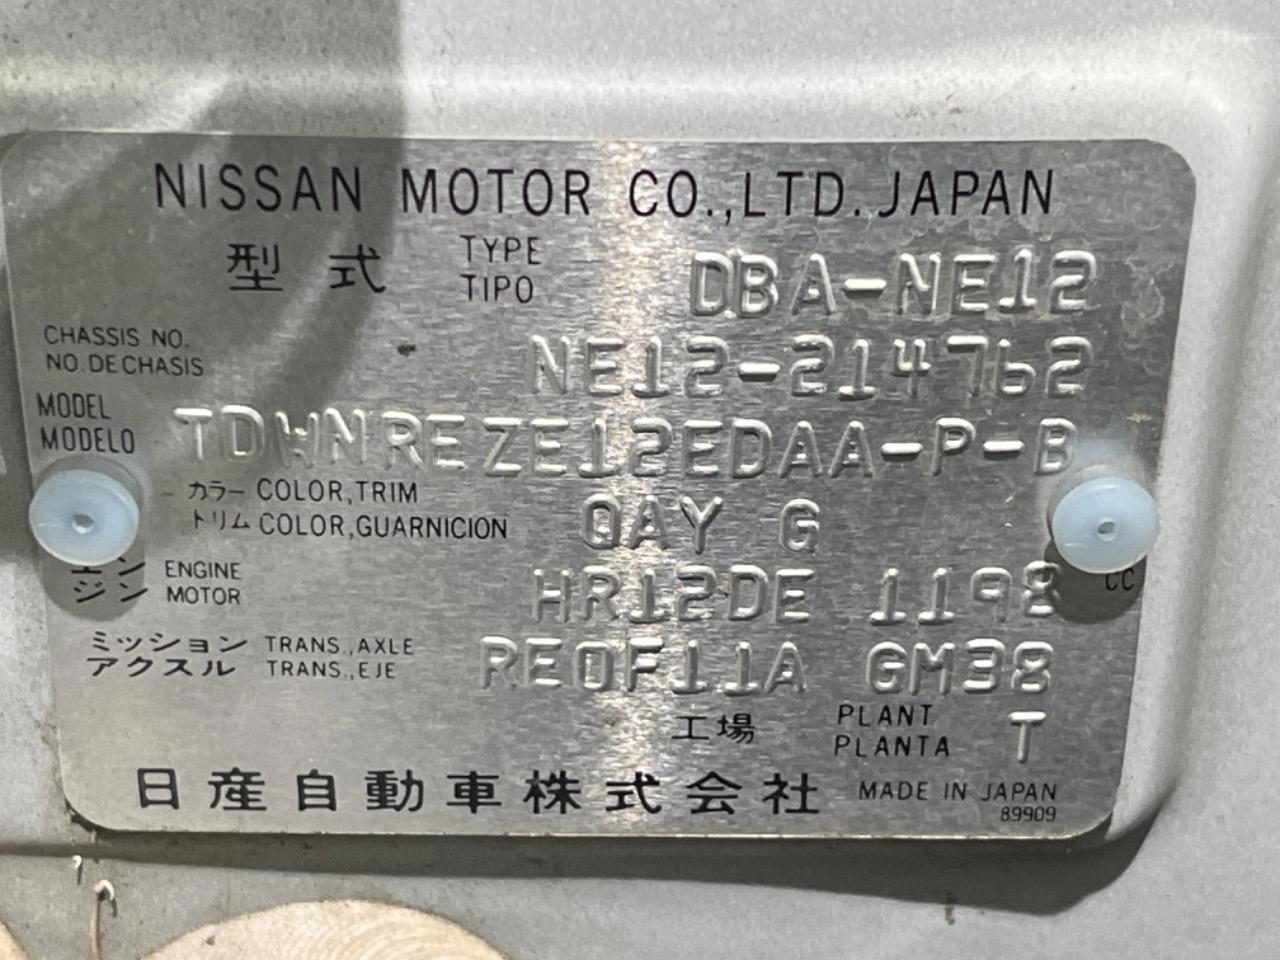 NISSAN MOTOR CO.,LTD.JAPAN
型式 TYPE TIPO DBA-NE12
CHASSIS NO.
NO.DE CHASIS NE12-214762
MODEL
MODELO TDWNREZE12EDAA-P-B
カラー COLOR,TRIM
トリム COLOR,GUARNICION QAY G
エン ENGINE
ジン MOTOR HR12DE 1198 CC
ミッション TRANS.,AXLE
アクスル TRANS.,EJE RE0F11A GM38
工場 PLANT PLANTA T
日産自動車株式会社 MADE IN JAPAN
89909